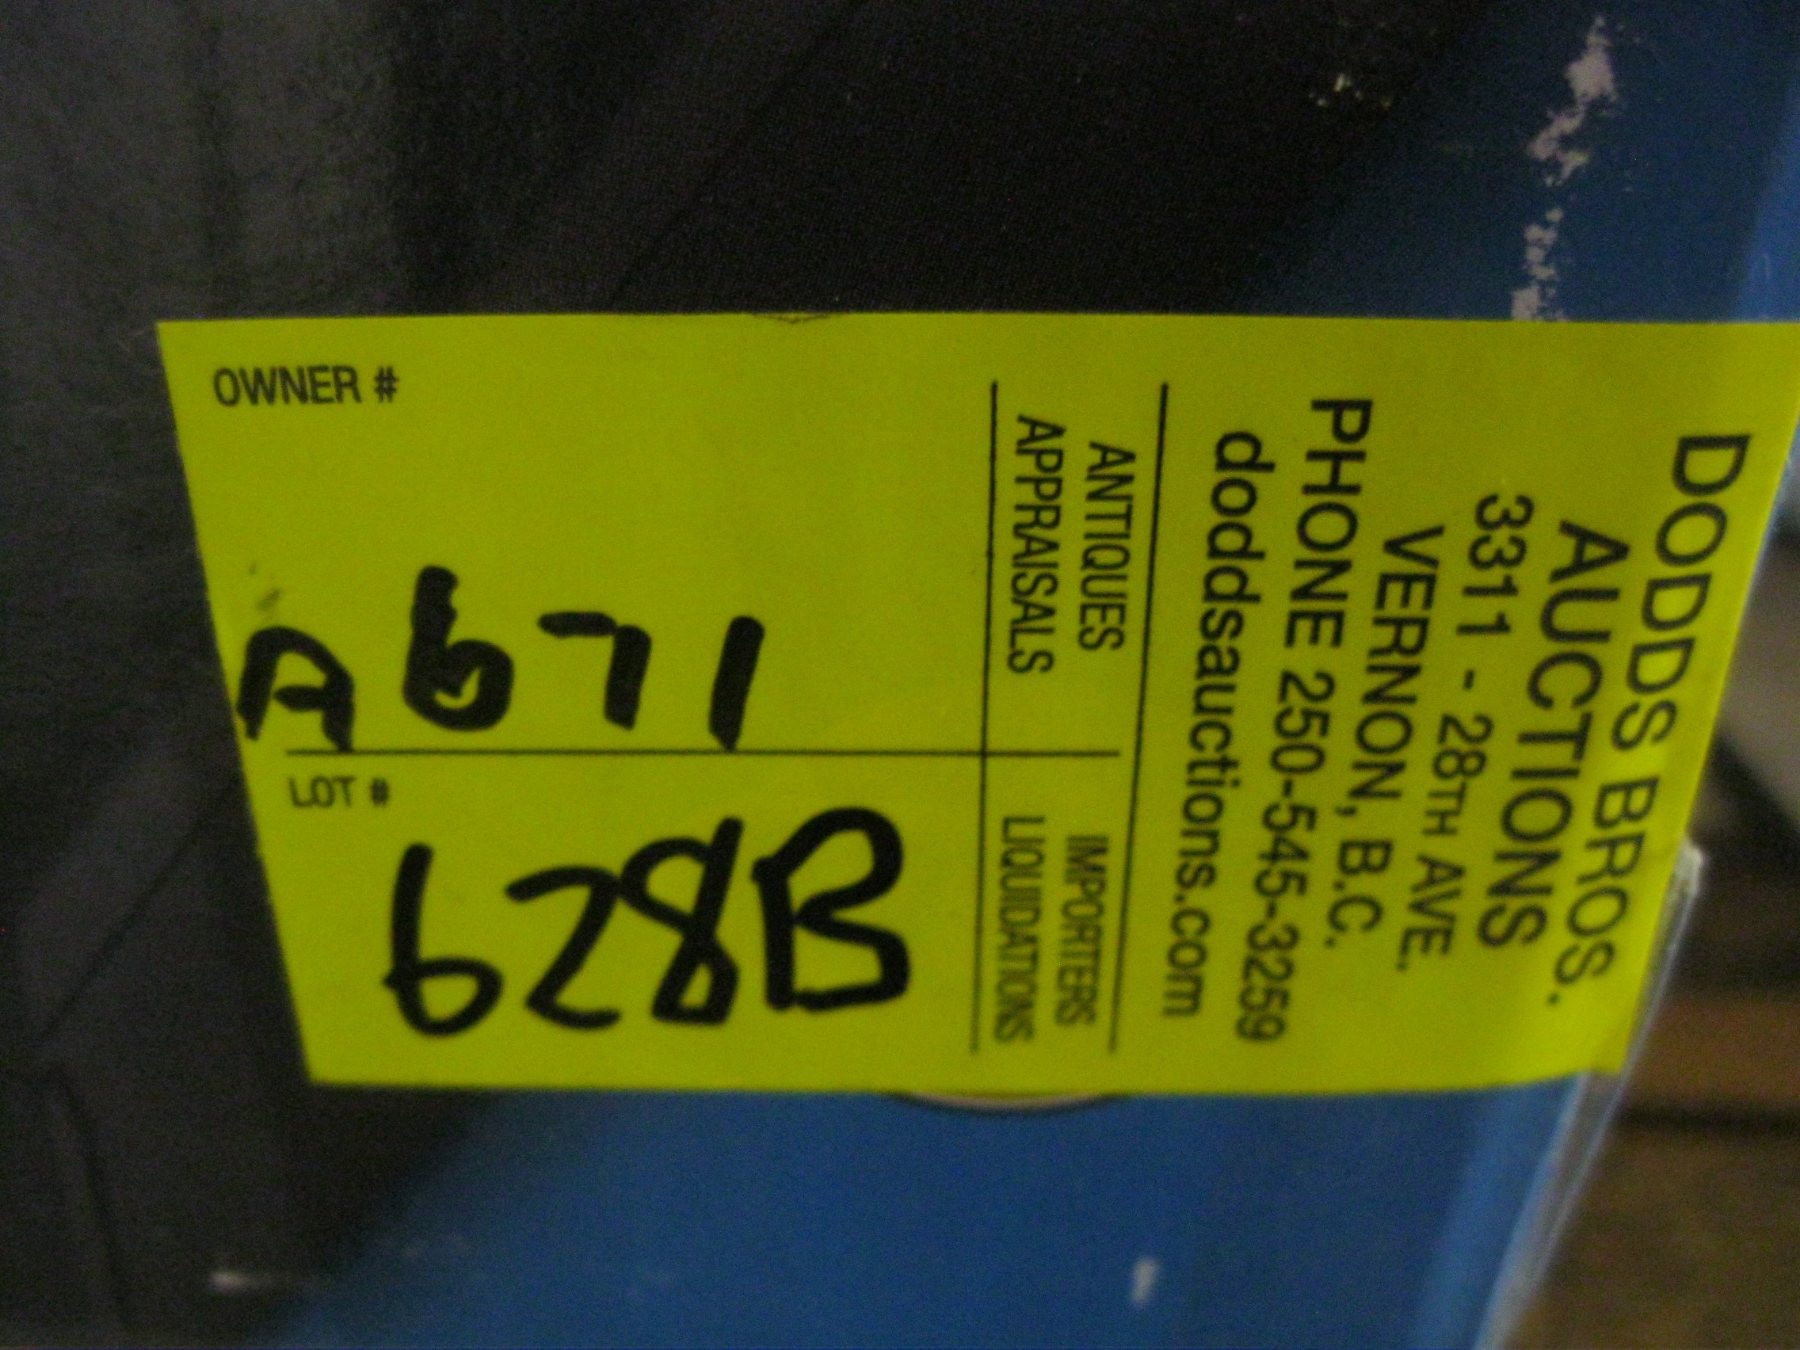 DODDS BROS.
AUCTIONS
3311 - 28TH AVE.
VERNON, B.C.
PHONE 250-545-3259
doddsauctions.com
ANTIQUES
APPRAISALS
IMPORTERS
LIQUIDATIONS
OWNER #
A671
LOT #
628B